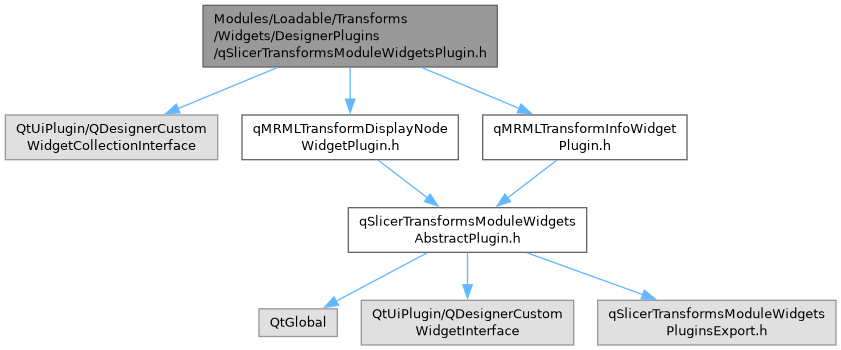 Modules/Loadable/Transforms
/Widgets/DesignerPlugins
/qSlicerTransformsModuleWidgetsPlugin.h
QtUiPlugin/QDesignerCustom
WidgetCollectionInterface
qMRMLTransformDisplayNode
WidgetPlugin.h
qMRMLTransformInfoWidget
Plugin.h
qSlicerTransformsModuleWidgets
AbstractPlugin.h
QtGlobal
QtUiPlugin/QDesignerCustom
WidgetInterface
qSlicerTransformsModuleWidgets
PluginsExport.h